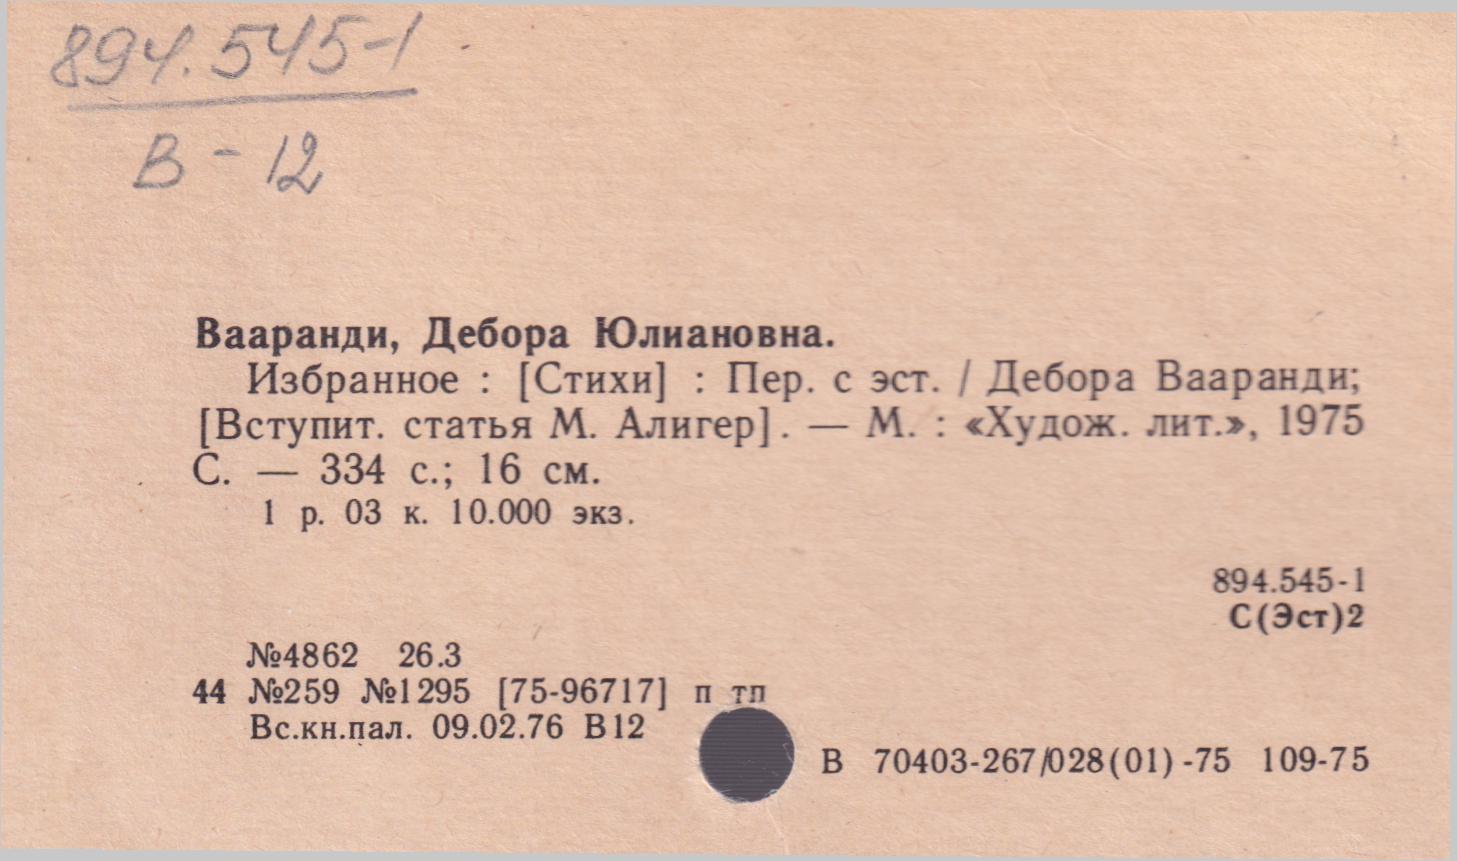 894.545-1
В - 12
Вааранди, Дебора Юлиановна.
Избранное : [Стихи] : Пер. с эст. / Дебора Вааранди;
[Вступит. статья М. Алигер]. — М. : «Худож. лит.», 1975
С. — 334 с.; 16 см.
1 р. 03 к. 10.000 экз.
894.545-1
С(Эст)2
№4862 26.3
44 №259 №1295 [75-96717] п тп
Вс.кн.пал. 09.02.76 В12
В 70403-267/028(01)-75 109-75